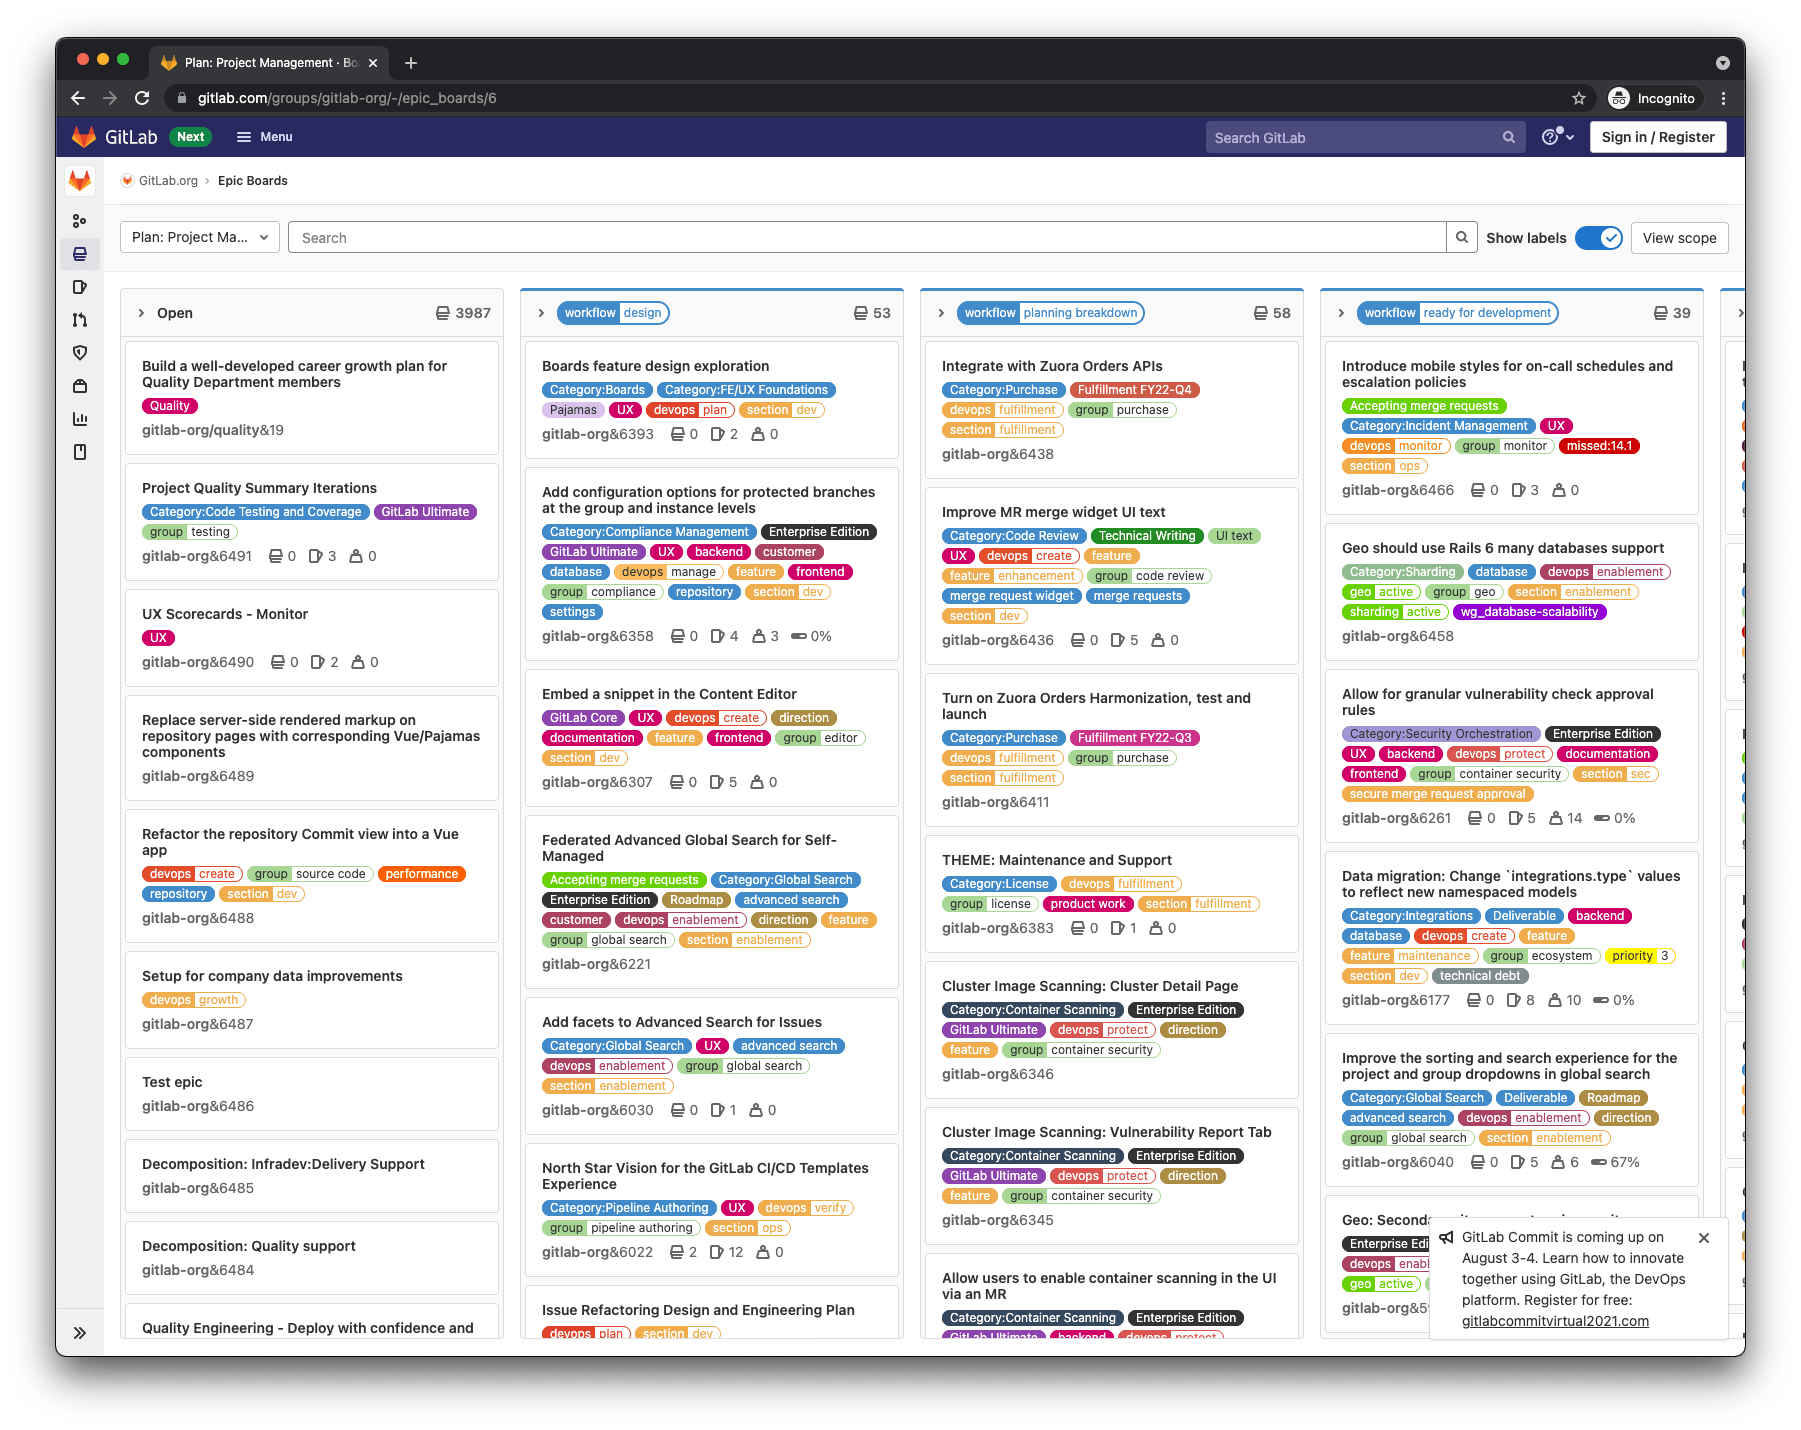 Plan: Project Management · Bo
gitlab.com/groups/gitlab-org/-/epic_boards/6
Incognito
GitLab Next
Menu
Search GitLab
Sign in / Register
GitLab.org › Epic Boards
Plan: Project Ma...
Search
Show labels
View scope
Open
3987
Build a well-developed career growth plan for
Quality Department members
Quality
gitlab-org/quality&19
Project Quality Summary Iterations
Category:Code Testing and Coverage GitLab Ultimate
group testing
gitlab-org&6491 0 3 0
UX Scorecards - Monitor
UX
gitlab-org&6490 0 2 0
Replace server-side rendered markup on
repository pages with corresponding Vue/Pajamas
components
gitlab-org&6489
Refactor the repository Commit view into a Vue
app
devops create group source code performance
repository section dev
gitlab-org&6488
Setup for company data improvements
devops growth
gitlab-org&6487
Test epic
gitlab-org&6486
Decomposition: Infradev:Delivery Support
gitlab-org&6485
Decomposition: Quality support
gitlab-org&6484
Quality Engineering - Deploy with confidence and
workflow design
53
Boards feature design exploration
Category:Boards Category:FE/UX Foundations
Pajamas UX devops plan section dev
gitlab-org&6393 0 2 0
Add configuration options for protected branches
at the group and instance levels
Category:Compliance Management Enterprise Edition
GitLab Ultimate UX backend customer
database devops manage feature frontend
group compliance repository section dev
settings
gitlab-org&6358 0 4 3 0%
Embed a snippet in the Content Editor
GitLab Core UX devops create direction
documentation feature frontend group editor
section dev
gitlab-org&6307 0 5 0
Federated Advanced Global Search for Self-
Managed
Accepting merge requests Category:Global Search
Enterprise Edition Roadmap advanced search
customer devops enablement direction feature
group global search section enablement
gitlab-org&6221
Add facets to Advanced Search for Issues
Category:Global Search UX advanced search
devops enablement group global search
section enablement
gitlab-org&6030 0 1 0
North Star Vision for the GitLab CI/CD Templates
Experience
Category:Pipeline Authoring UX devops verify
group pipeline authoring section ops
gitlab-org&6022 2 12 0
Issue Refactoring Design and Engineering Plan
devops plan section dev
workflow planning breakdown
58
Integrate with Zuora Orders APIs
Category:Purchase Fulfillment FY22-Q4
devops fulfillment group purchase
section fulfillment
gitlab-org&6438
Improve MR merge widget UI text
Category:Code Review Technical Writing UI text
UX devops create feature
feature enhancement group code review
merge request widget merge requests
section dev
gitlab-org&6436 0 5 0
Turn on Zuora Orders Harmonization, test and
launch
Category:Purchase Fulfillment FY22-Q3
devops fulfillment group purchase
section fulfillment
gitlab-org&6411
THEME: Maintenance and Support
Category:License devops fulfillment
group license product work section fulfillment
gitlab-org&6383 0 1 0
Cluster Image Scanning: Cluster Detail Page
Category:Container Scanning Enterprise Edition
GitLab Ultimate devops protect direction
feature group container security
gitlab-org&6346
Cluster Image Scanning: Vulnerability Report Tab
Category:Container Scanning Enterprise Edition
GitLab Ultimate devops protect direction
feature group container security
gitlab-org&6345
Allow users to enable container scanning in the UI
via an MR
Category:Container Scanning Enterprise Edition
GitLab Ultimate backend devops protect
workflow ready for development
39
Introduce mobile styles for on-call schedules and
escalation policies
Accepting merge requests
Category:Incident Management UX
devops monitor group monitor missed:14.1
section ops
gitlab-org&6466 0 3 0
Geo should use Rails 6 many databases support
Category:Sharding database devops enablement
geo active group geo section enablement
sharding active wg_database-scalability
gitlab-org&6458
Allow for granular vulnerability check approval
rules
Category:Security Orchestration Enterprise Edition
UX backend devops protect documentation
frontend group container security section sec
secure merge request approval
gitlab-org&6261 0 5 14 0%
Data migration: Change `integrations.type` values
to reflect new namespaced models
Category:Integrations Deliverable backend
database devops create feature
feature maintenance group ecosystem priority 3
section dev technical debt
gitlab-org&6177 0 8 10 0%
Improve the sorting and search experience for the
project and group dropdowns in global search
Category:Global Search Deliverable Roadmap
advanced search devops enablement direction
group global search section enablement
gitlab-org&6040 0 5 6 67%
Geo:
Enterprise
devops
geo active
GitLab Commit is coming up on
August 3-4. Learn how to innovate
together using GitLab, the DevOps
platform. Register for free:
gitlabcommitvirtual2021.com